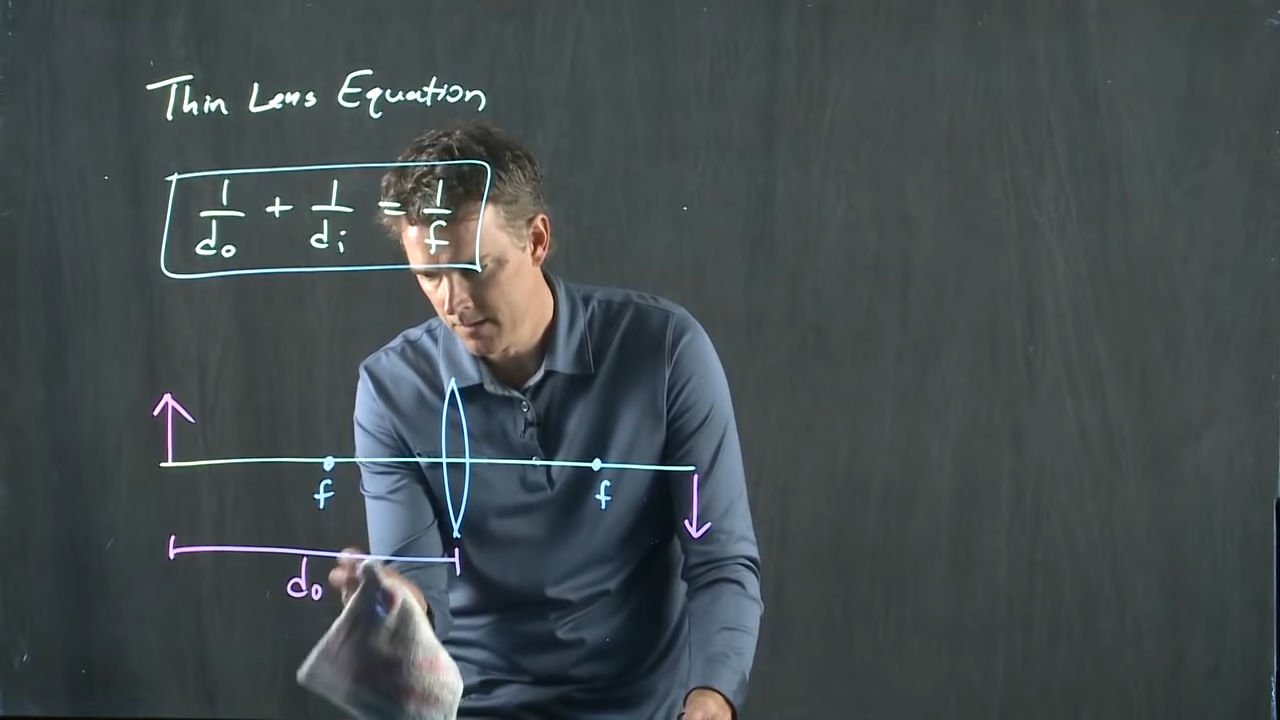 Thin Lens Equation
1/do + 1/di = 1/f
f f
do